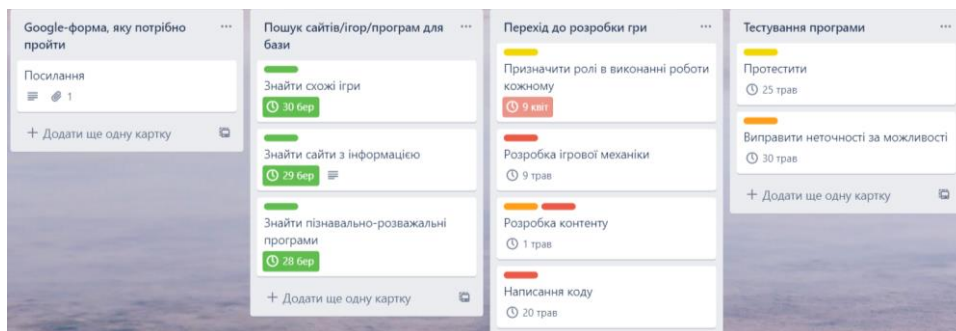 Google-форма, яку потрібно
пройти
Посилання
1
+ Додати ще одну картку
Пошук сайтів/ігор/програм для
бази
Знайти схожі ігри
30 бер
Знайти сайти з інформацією
29 бер
Знайти пізнавально-розважальні
програми
28 бер
+ Додати ще одну картку
Перехід до розробки гри
Призначити ролі в виконанні роботи
кожному
9 квіт
Розробка ігрової механіки
9 трав
Розробка контенту
1 трав
Написання коду
20 трав
Тестування програми
Протестити
25 трав
Виправити неточності за можливості
30 трав
+ Додати ще одну картку